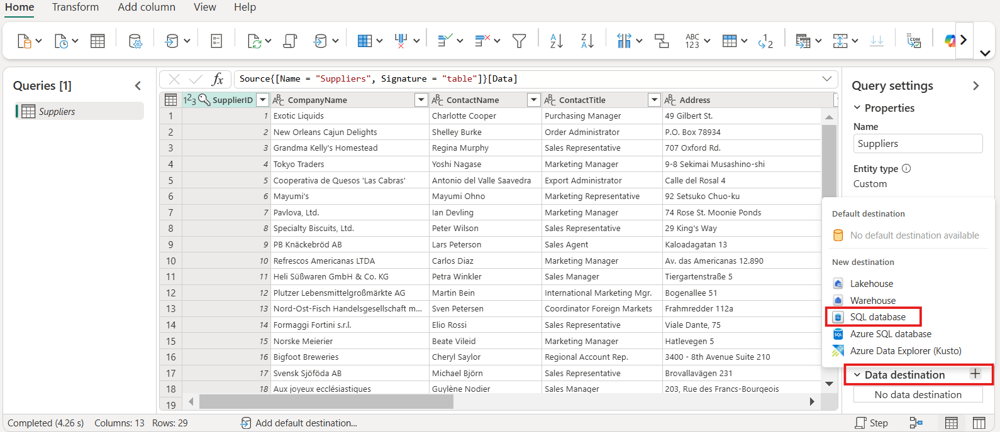 Home Transform Add column View Help
ABC 123
A Z
Z A
1 2
CDM
Queries [1]
Suppliers
fx Source{[Name = "Suppliers", Signature = "table"]}[Data]
123 SupplierID ABC CompanyName ABC ContactName ABC ContactTitle ABC Address
1 1 Exotic Liquids Charlotte Cooper Purchasing Manager 49 Gilbert St.
2 2 New Orleans Cajun Delights Shelley Burke Order Administrator P.O. Box 78934
3 3 Grandma Kelly's Homestead Regina Murphy Sales Representative 707 Oxford Rd.
4 4 Tokyo Traders Yoshi Nagase Marketing Manager 9-8 Sekimai Musashino-shi
5 5 Cooperativa de Quesos 'Las Cabras' Antonio del Valle Saavedra Export Administrator Calle del Rosal 4
6 6 Mayumi's Mayumi Ohno Marketing Representative 92 Setsuko Chuo-ku
7 7 Pavlova, Ltd. Ian Devling Marketing Manager 74 Rose St. Moonie Ponds
8 8 Specialty Biscuits, Ltd. Peter Wilson Sales Representative 29 King's Way
9 9 PB Knäckebröd AB Lars Peterson Sales Agent Kaloadagatan 13
10 10 Refrescos Americanas LTDA Carlos Diaz Marketing Manager Av. das Americanas 12.890
11 11 Heli Süßwaren GmbH & Co. KG Petra Winkler Sales Manager Tiergartenstraße 5
12 12 Plutzer Lebensmittelgroßmärkte AG Martin Bein International Marketing Mgr. Bogenallee 51
13 13 Nord-Ost-Fisch Handelsgesellschaft m... Sven Petersen Coordinator Foreign Markets Frahmredder 112a
14 14 Formaggi Fortini s.r.l. Elio Rossi Sales Representative Viale Dante, 75
15 15 Norske Meierier Beate Vileid Marketing Manager Hatlevegen 5
16 16 Bigfoot Breweries Cheryl Saylor Regional Account Rep. 3400 - 8th Avenue Suite 210
17 17 Svensk Sjöföda AB Michael Björn Sales Representative Brovallavägen 231
18 18 Aux joyeux ecclésiastiques Guylène Nodier Sales Manager 203, Rue des Francs-Bourgeois
19
Query settings
Properties
Name
Suppliers
Entity type
Custom
Default destination
No default destination available
New destination
Lakehouse
Warehouse
SQL database
SQL Azure SQL database
Azure Data Explorer (Kusto)
Data destination
No data destination
Completed (4.26 s) Columns: 13 Rows: 29 Add default destination... Step